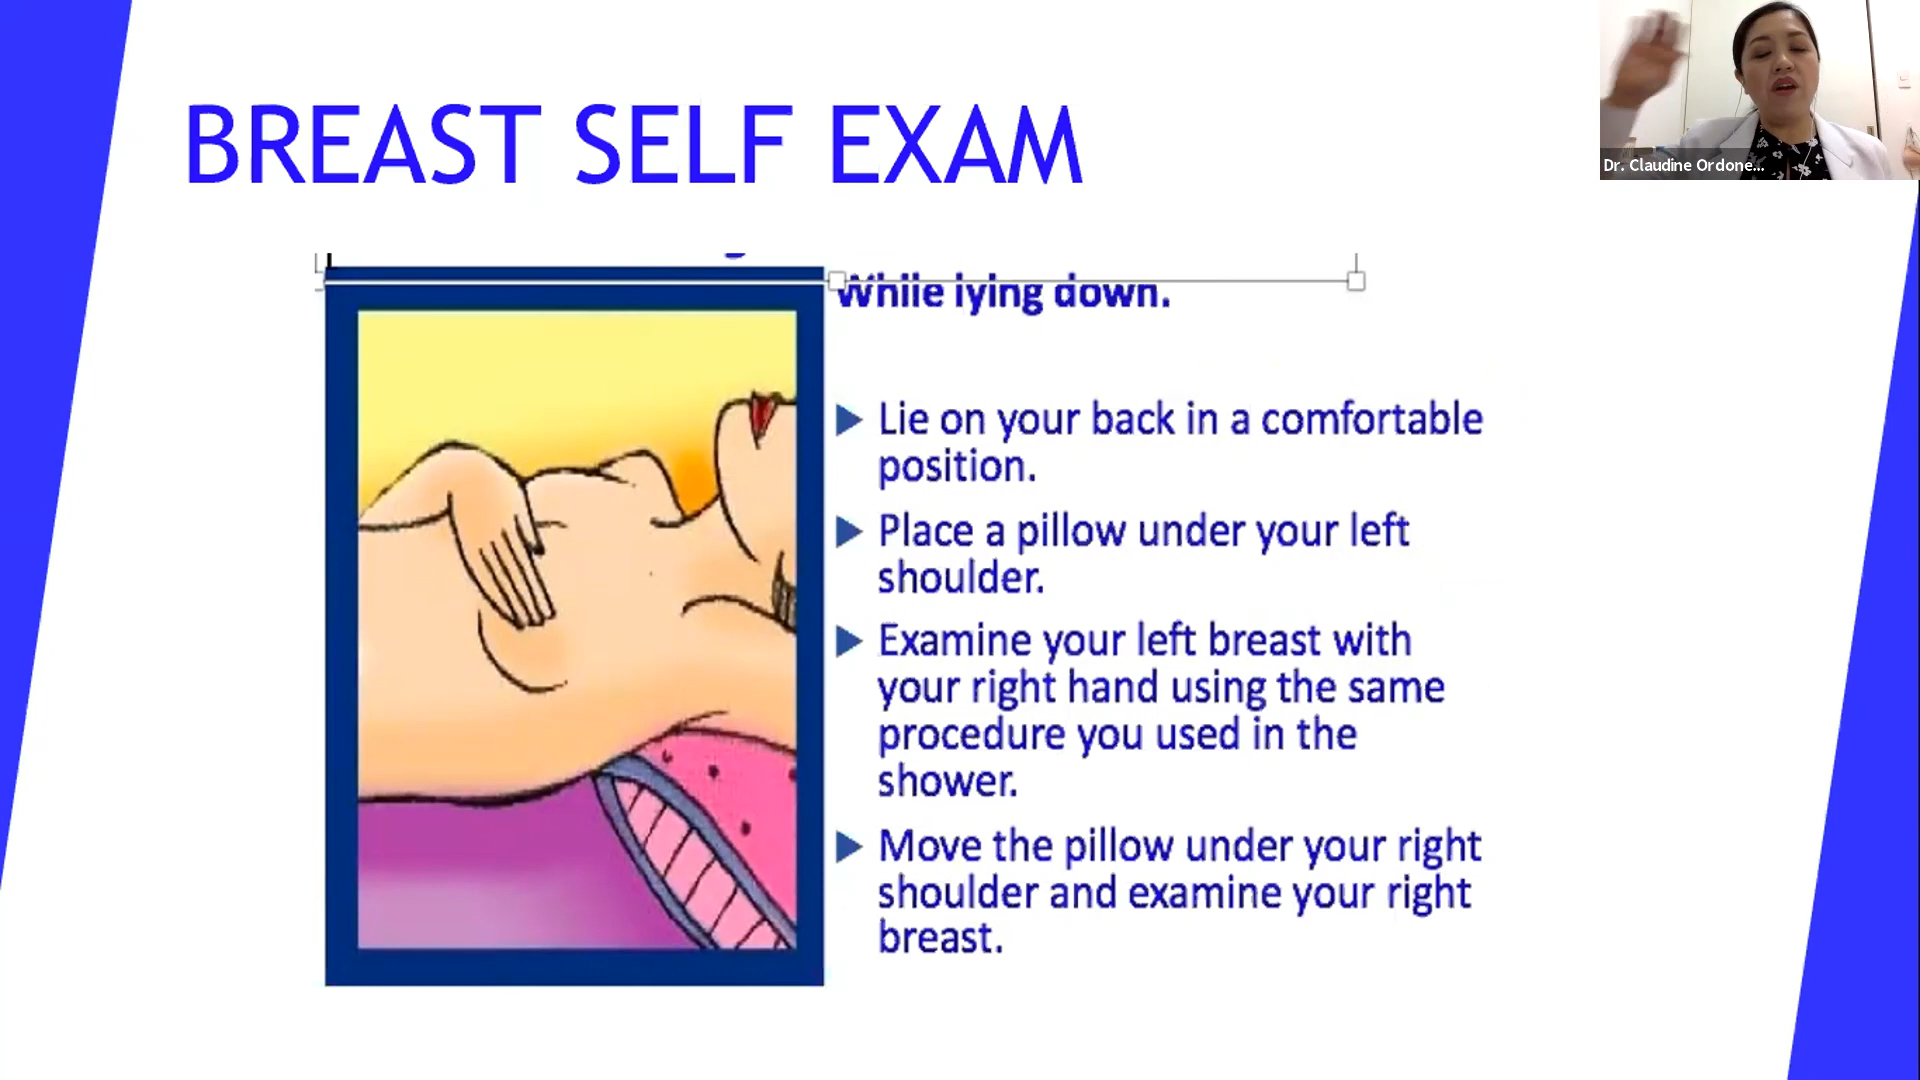 BREAST SELF EXAM
Dr. Claudine Ordone...
While lying down.
Lie on your back in a comfortable
position.
Place a pillow under your left
shoulder.
Examine your left breast with
your right hand using the same
procedure you used in the
shower.
Move the pillow under your right
shoulder and examine your right
breast.